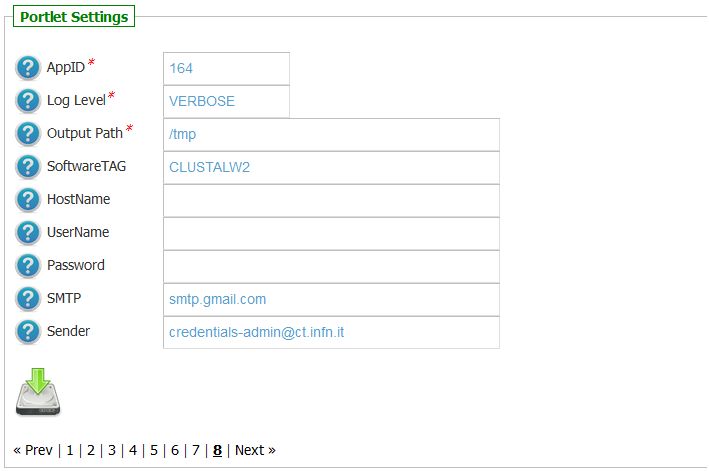 Portlet Settings
AppID * 164
Log Level * VERBOSE
Output Path * /tmp
SoftwareTAG CLUSTALW2
HostName
UserName
Password
SMTP smtp.gmail.com
Sender credentials-admin@ct.infn.it
« Prev | 1 | 2 | 3 | 4 | 5 | 6 | 7 | 8 | Next »